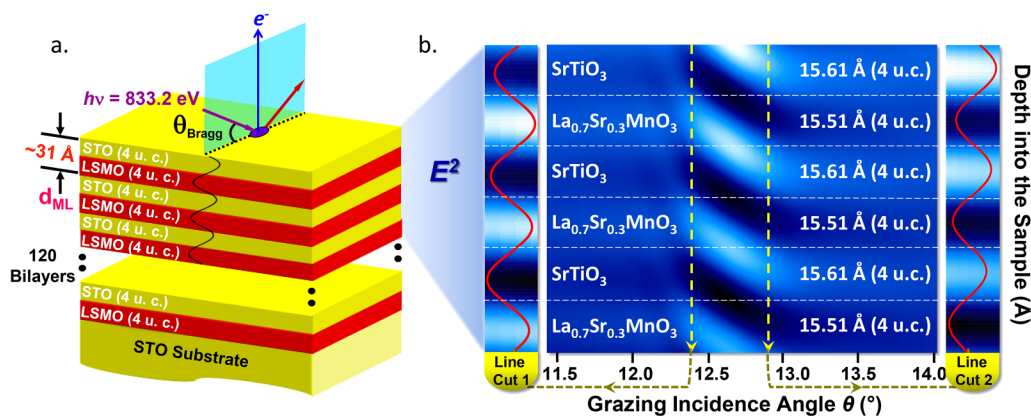 a.
e-
hν = 833.2 eV
θBragg
~31 Å
dML
STO (4 u. c.)
LSMO (4 u. c.)
STO (4 u. c.)
LSMO (4 u. c.)
STO (4 u. c.)
LSMO (4 u. c.)
120
Bilayers
STO (4 u. c.)
LSMO (4 u. c.)
STO Substrate
b.
E2
SrTiO3 15.61 Å (4 u.c.)
La0.7Sr0.3MnO3 15.51 Å (4 u.c.)
SrTiO3 15.61 Å (4 u.c.)
La0.7Sr0.3MnO3 15.51 Å (4 u.c.)
SrTiO3 15.61 Å (4 u.c.)
La0.7Sr0.3MnO3 15.51 Å (4 u.c.)
Line
Cut 1
Line
Cut 2
11.5 12.0 12.5 13.0 13.5 14.0
Grazing Incidence Angle θ (°)
Depth into the Sample (Å)